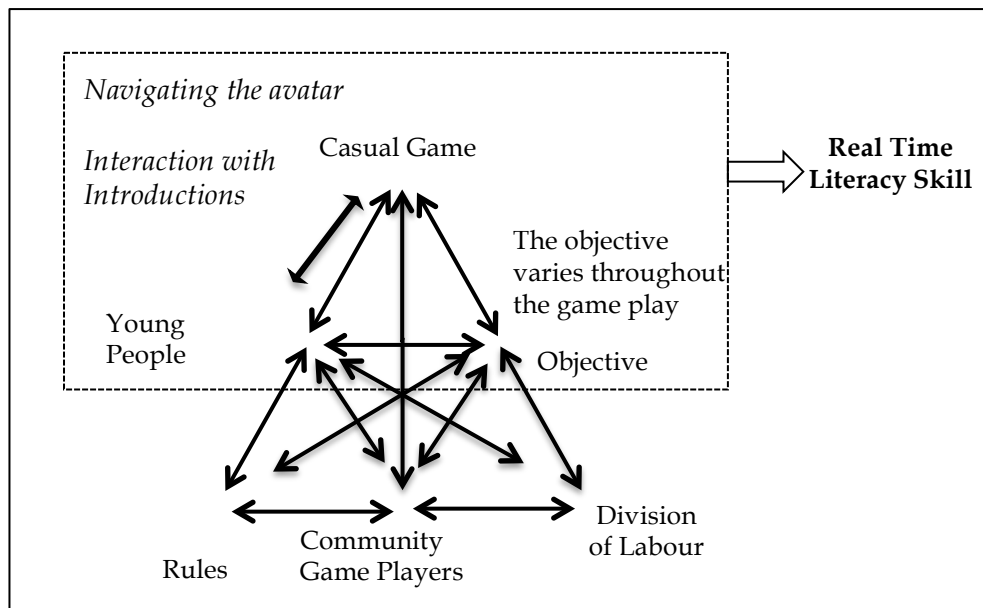 Navigating the avatar
Interaction with
Introductions
Casual Game
Real Time
Literacy Skill
The objective
varies throughout
the game play
Young
People
Objective
Rules
Community
Game Players
Division
of Labour